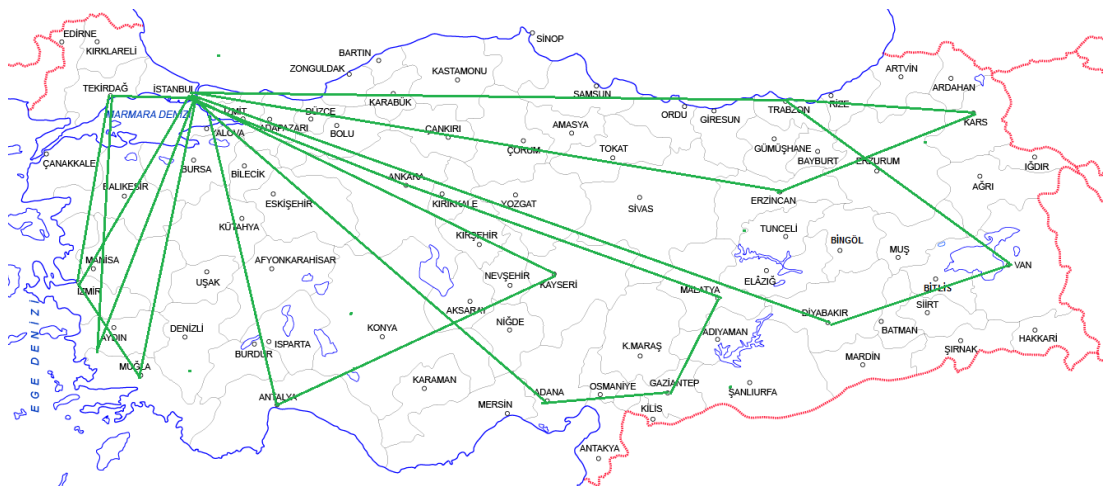 SİNOP
EDİRNE
KIRKLARELİ
BARTIN
ZONGULDAK
KASTAMONU
ARTVİN
ARDAHAN
TEKİRDAĞ
İSTANBUL
KARABÜK
SAMSUN
RİZE
MARMARA DENİZİ
İZMİT
DÜZCE
ORDU
GİRESUN
TRABZON
KARS
YALOVA
ADAPAZARI
BOLU
ÇANKIRI
AMASYA
ÇORUM
TOKAT
GÜMÜŞHANE
BAYBURT
ERZURUM
IĞDIR
ÇANAKKALE
BURSA
BİLECİK
ANKARA
AĞRI
BALIKESİR
ESKİŞEHİR
KIRIKKALE
YOZGAT
SİVAS
ERZİNCAN
KÜTAHYA
TUNCELİ
BİNGÖL
MUŞ
KIRŞEHİR
MANİSA
AFYONKARAHİSAR
NEVŞEHİR
KAYSERİ
VAN
UŞAK
İZMİR
MALATYA
ELÂZIĞ
BİTLİS
SİİRT
AKSARAY
NİĞDE
DİYABAKIR
BATMAN
EGE DENİZİ
AYDIN
DENİZLİ
KONYA
ADIYAMAN
HAKKARİ
BURDUR
ISPARTA
K.MARAŞ
MARDİN
ŞIRNAK
MUĞLA
KARAMAN
ANTALYA
MERSİN
ADANA
OSMANİYE
GAZİANTEP
ŞANLIURFA
KİLİS
ANTAKYA